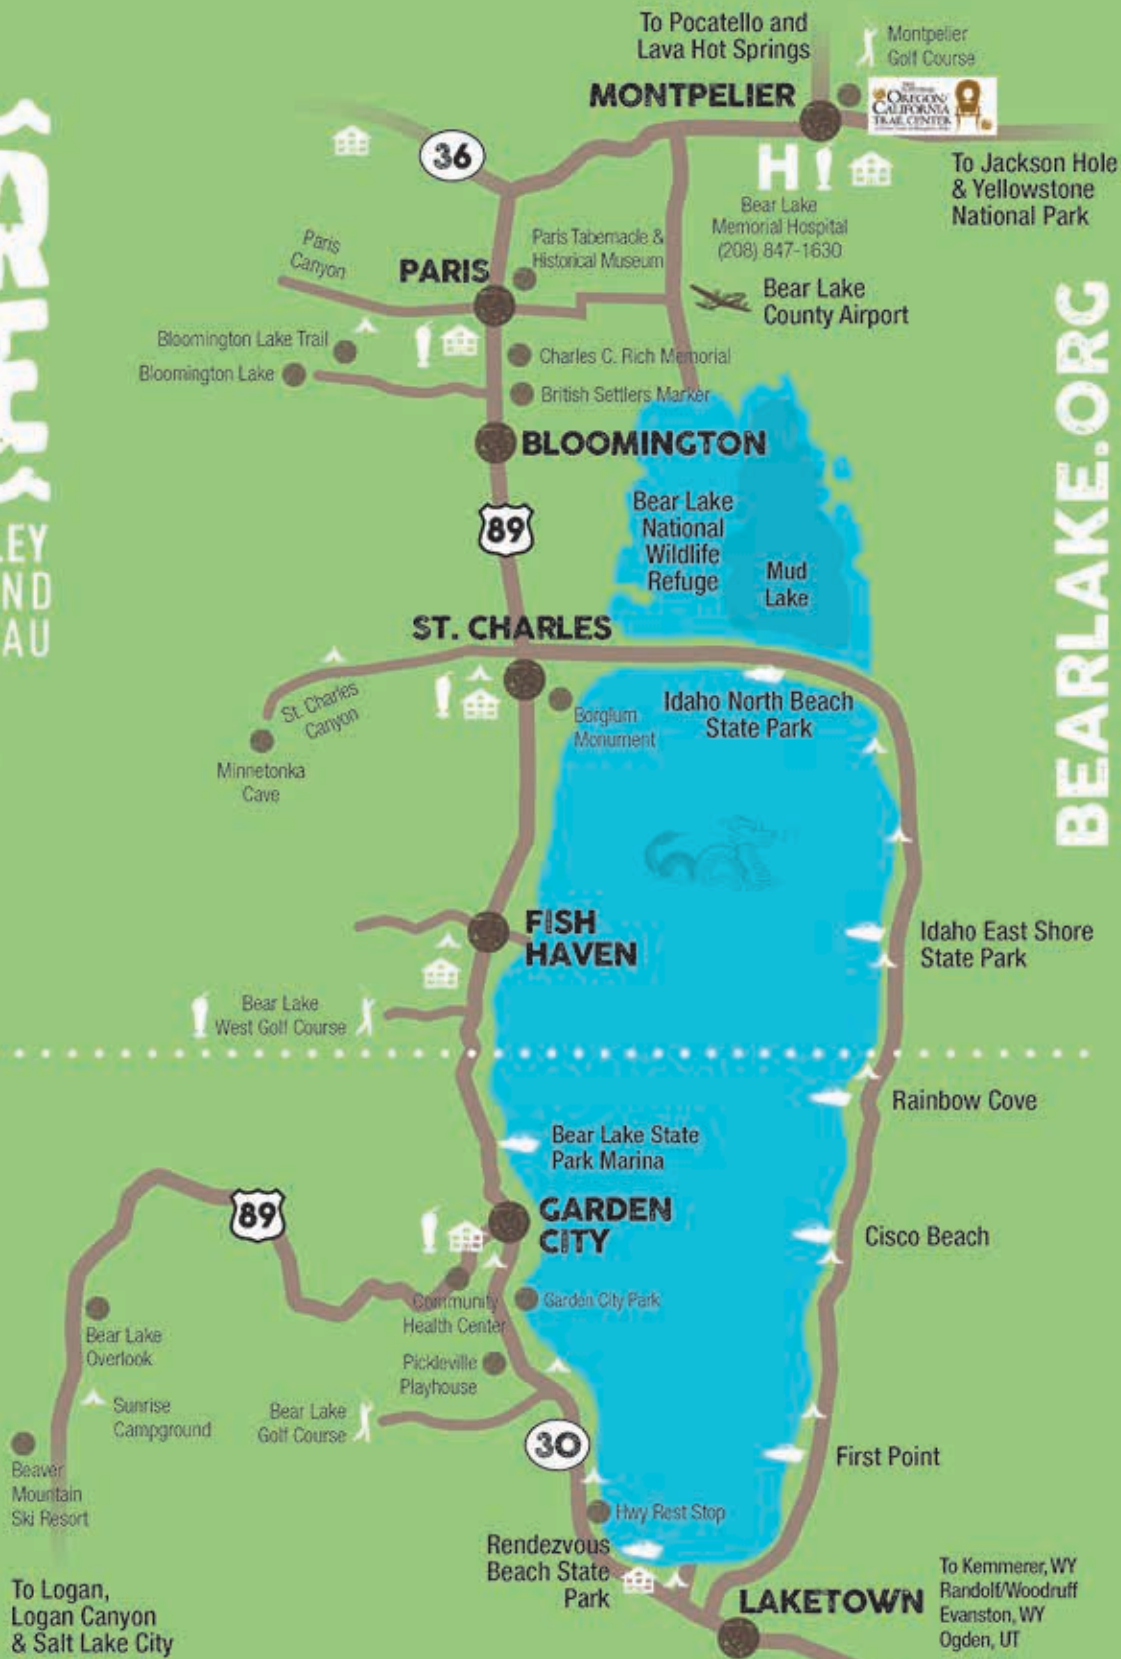 To Pocatello and
Lava Hot Springs
Montpelier
Golf Course
MONTPELIER
OREGON/
CALIFORNIA
TRAIL CENTER
36
H
To Jackson Hole
& Yellowstone
National Park
Bear Lake
Memorial Hospital
(208) 847-1630
Paris
Canyon
PARIS
Paris Tabernacle &
Historical Museum
Bear Lake
County Airport
Bloomington Lake Trail
Bloomington Lake
Charles C. Rich Memorial
British Settlers Marker
BLOOMINGTON
BEARLAKE.ORG
89
Bear Lake
National
Wildlife
Refuge
Mud
Lake
LEY
ND
AU
ST. CHARLES
St. Charles
Canyon
Borglum
Monument
Idaho North Beach
State Park
Minnetonka
Cave
FISH
HAVEN
Idaho East Shore
State Park
Bear Lake
West Golf Course
Rainbow Cove
Bear Lake State
Park Marina
89
GARDEN
CITY
Cisco Beach
Community
Health Center
Garden City Park
Bear Lake
Overlook
Pickleville
Playhouse
Sunrise
Campground
Bear Lake
Golf Course
30
First Point
Beaver
Mountain
Ski Resort
Hwy Rest Stop
Rendezvous
Beach State
Park
To Logan,
Logan Canyon
& Salt Lake City
LAKETOWN
To Kemmerer, WY
Randolf/Woodruff
Evanston, WY
Ogden, UT